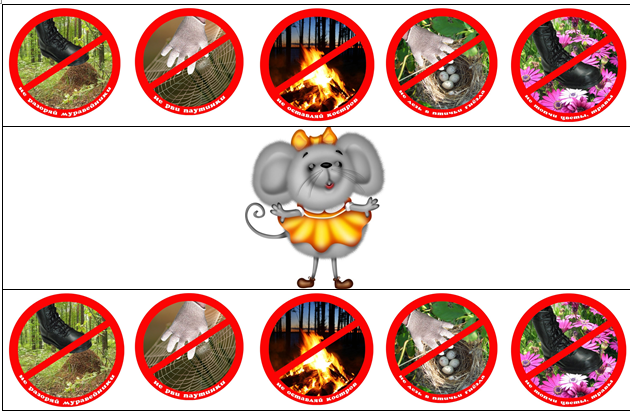 не разоряй муравейники
не рви паутинки
не оставляй костров
не лезь в птичьи гнёзда
не топчи цветы, травы
не разоряй муравейники
не рви паутинки
не оставляй костров
не лезь в птичьи гнёзда
не топчи цветы, травы